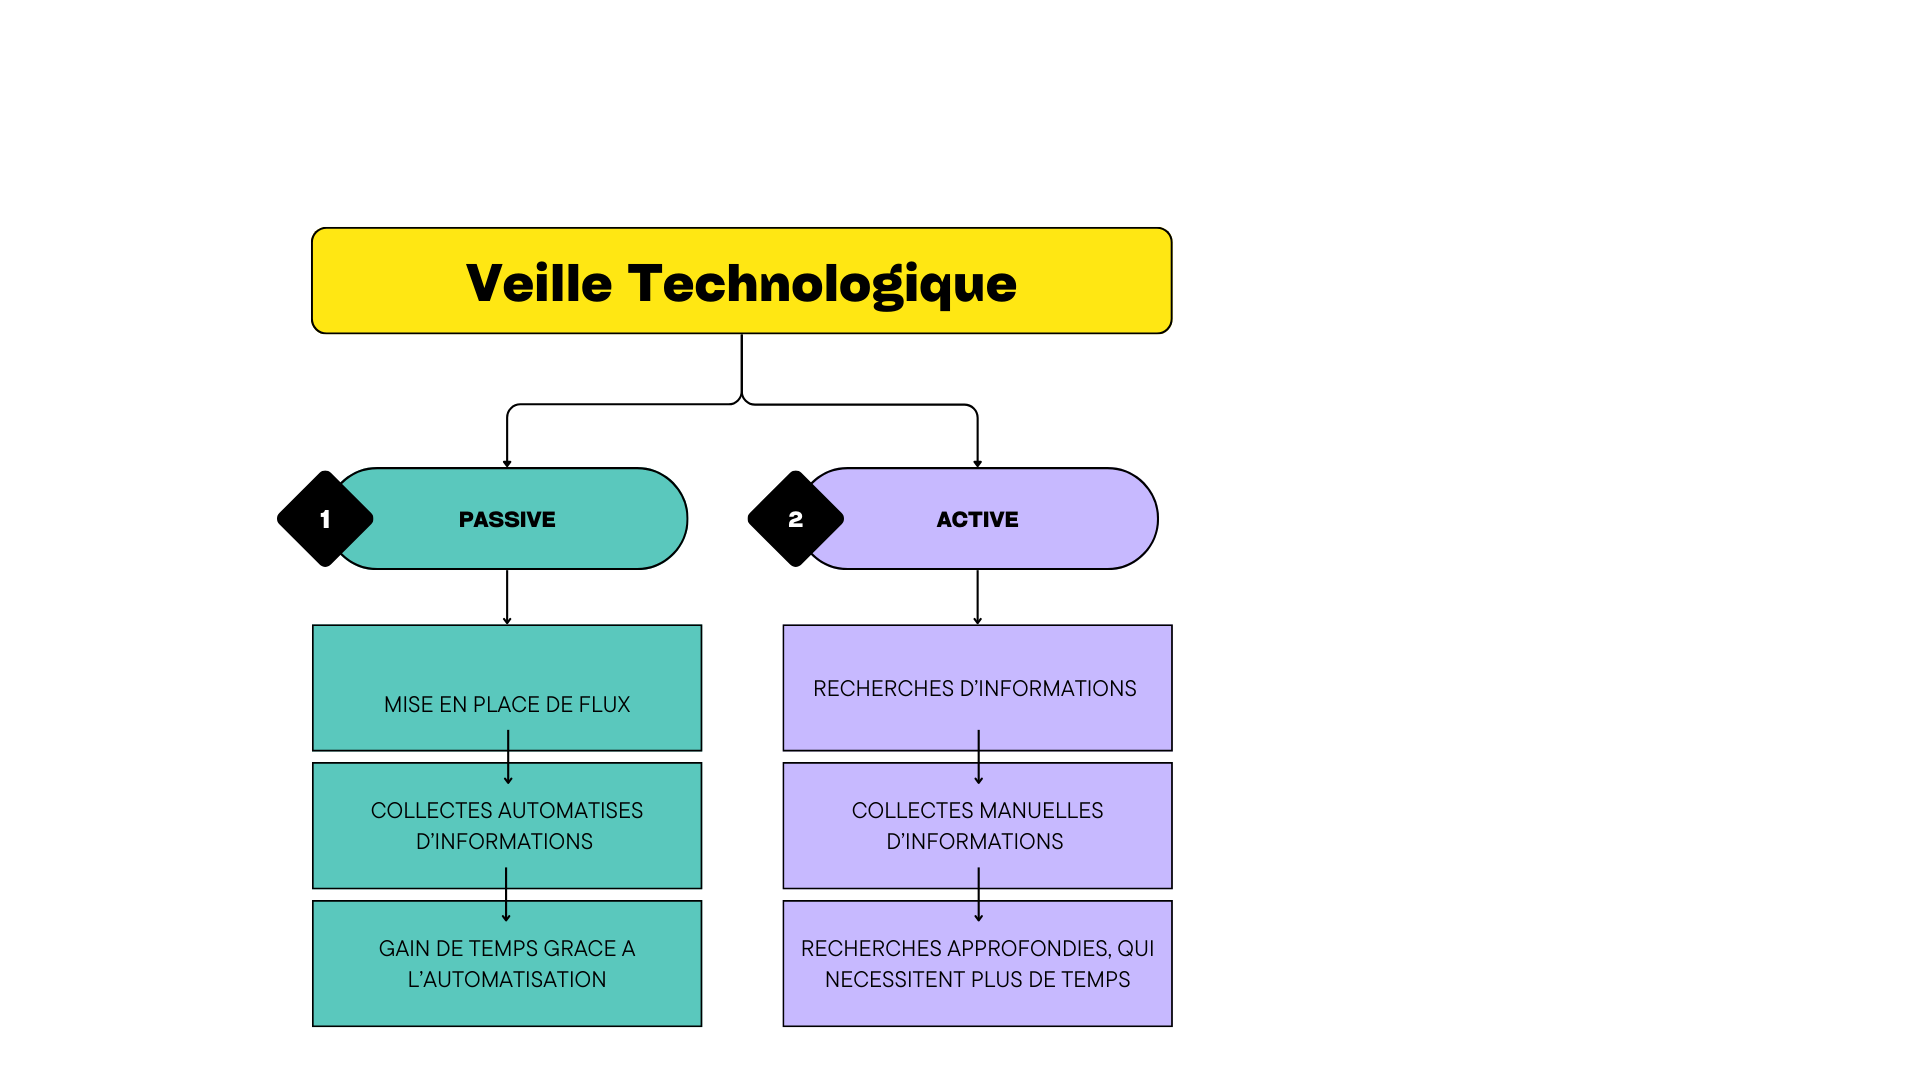 Veille Technologique
1
PASSIVE
2
ACTIVE
MISE EN PLACE DE FLUX
COLLECTES AUTOMATISES
D’INFORMATIONS
GAIN DE TEMPS GRACE A
L’AUTOMATISATION
RECHERCHES D’INFORMATIONS
COLLECTES MANUELLES
D’INFORMATIONS
RECHERCHES APPROFONDIES, QUI
NECESSITENT PLUS DE TEMPS